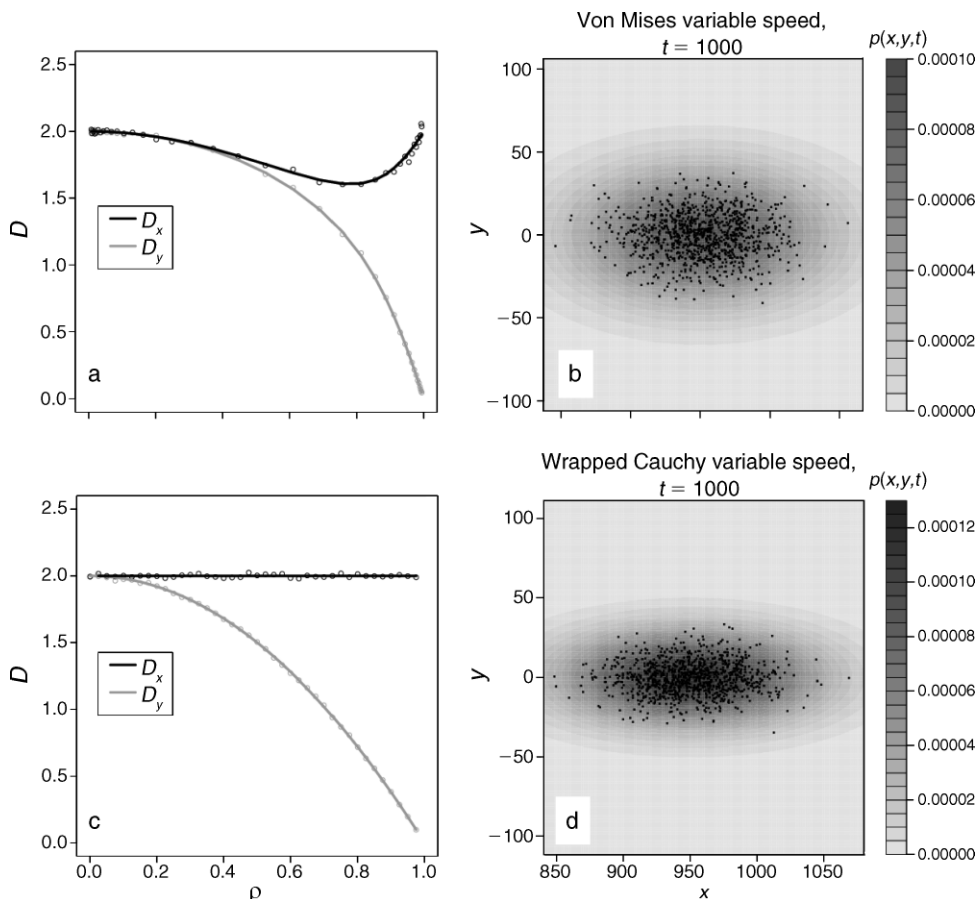 2.5
2.0
1.5
1.0
0.5
0.0
D
D_x
D_y
a
Von Mises variable speed,
t = 1000
p(x,y,t)
100
50
0
−50
−100
y
b
0.00010
0.00008
0.00006
0.00004
0.00002
0.00000
2.5
2.0
1.5
1.0
0.5
0.0
D
D_x
D_y
c
0.0 0.2 0.4 0.6 0.8 1.0
ρ
Wrapped Cauchy variable speed,
t = 1000
p(x,y,t)
100
50
0
−50
−100
y
d
850 900 950 1000 1050
x
0.00012
0.00010
0.00008
0.00006
0.00004
0.00002
0.00000